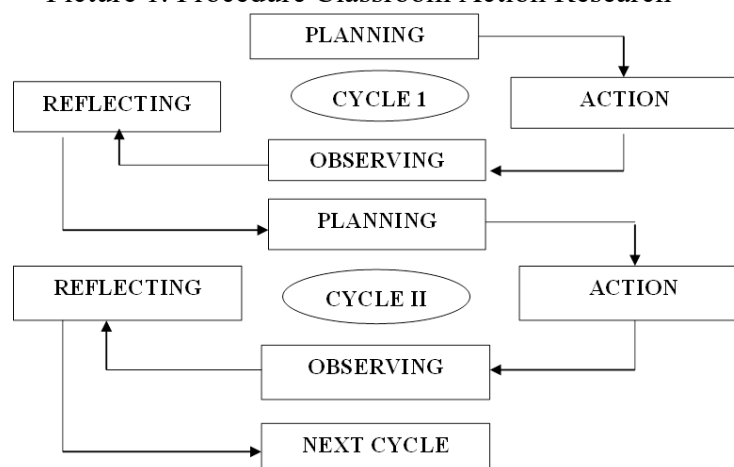 Picture 1. Procedure Classroom Action Research
PLANNING
REFLECTING
CYCLE 1
ACTION
OBSERVING
PLANNING
REFLECTING
CYCLE II
ACTION
OBSERVING
NEXT CYCLE